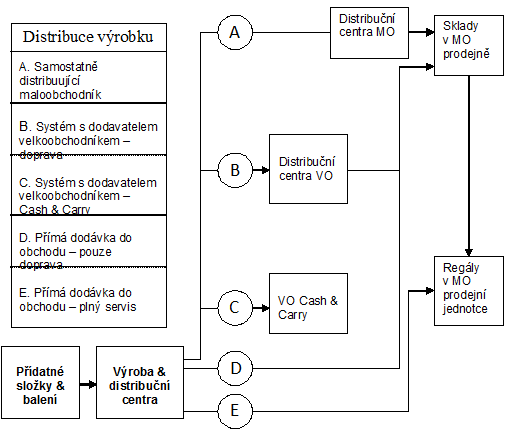 Distribuce výrobku
A. Samostatně
distribuující
maloobchodník
B. Systém s dodavatelem
velkoobchodníkem –
doprava
C. Systém s dodavatelem
velkoobchodníkem –
Cash & Carry
D. Přímá dodávka do
obchodu – pouze
doprava
E. Přímá dodávka do
obchodu – plný servis
A
Distribuční
centra MO
Sklady
v MO
prodejně
B
Distribuční
centra VO
C
VO Cash &
Carry
Regály
v MO
prodejní
jednotce
D
E
Přídatné
složky &
balení
Výroba &
distribuční
centra